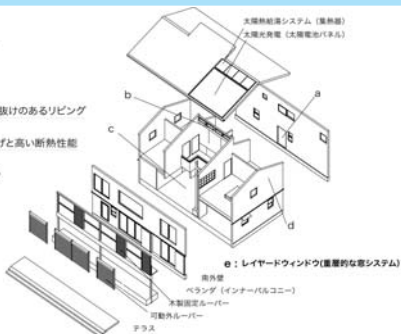 太陽熱給湯システム（集熱器）
太陽光発電（太陽電池パネル）
a
b
抜けのあるリビング
c
げと高い断熱性能
d
e：レイヤードウィンドウ(重層的な窓システム)
南外壁
ベランダ（インナーバルコニー）
木製固定ルーバー
可動外ルーバー
テラス